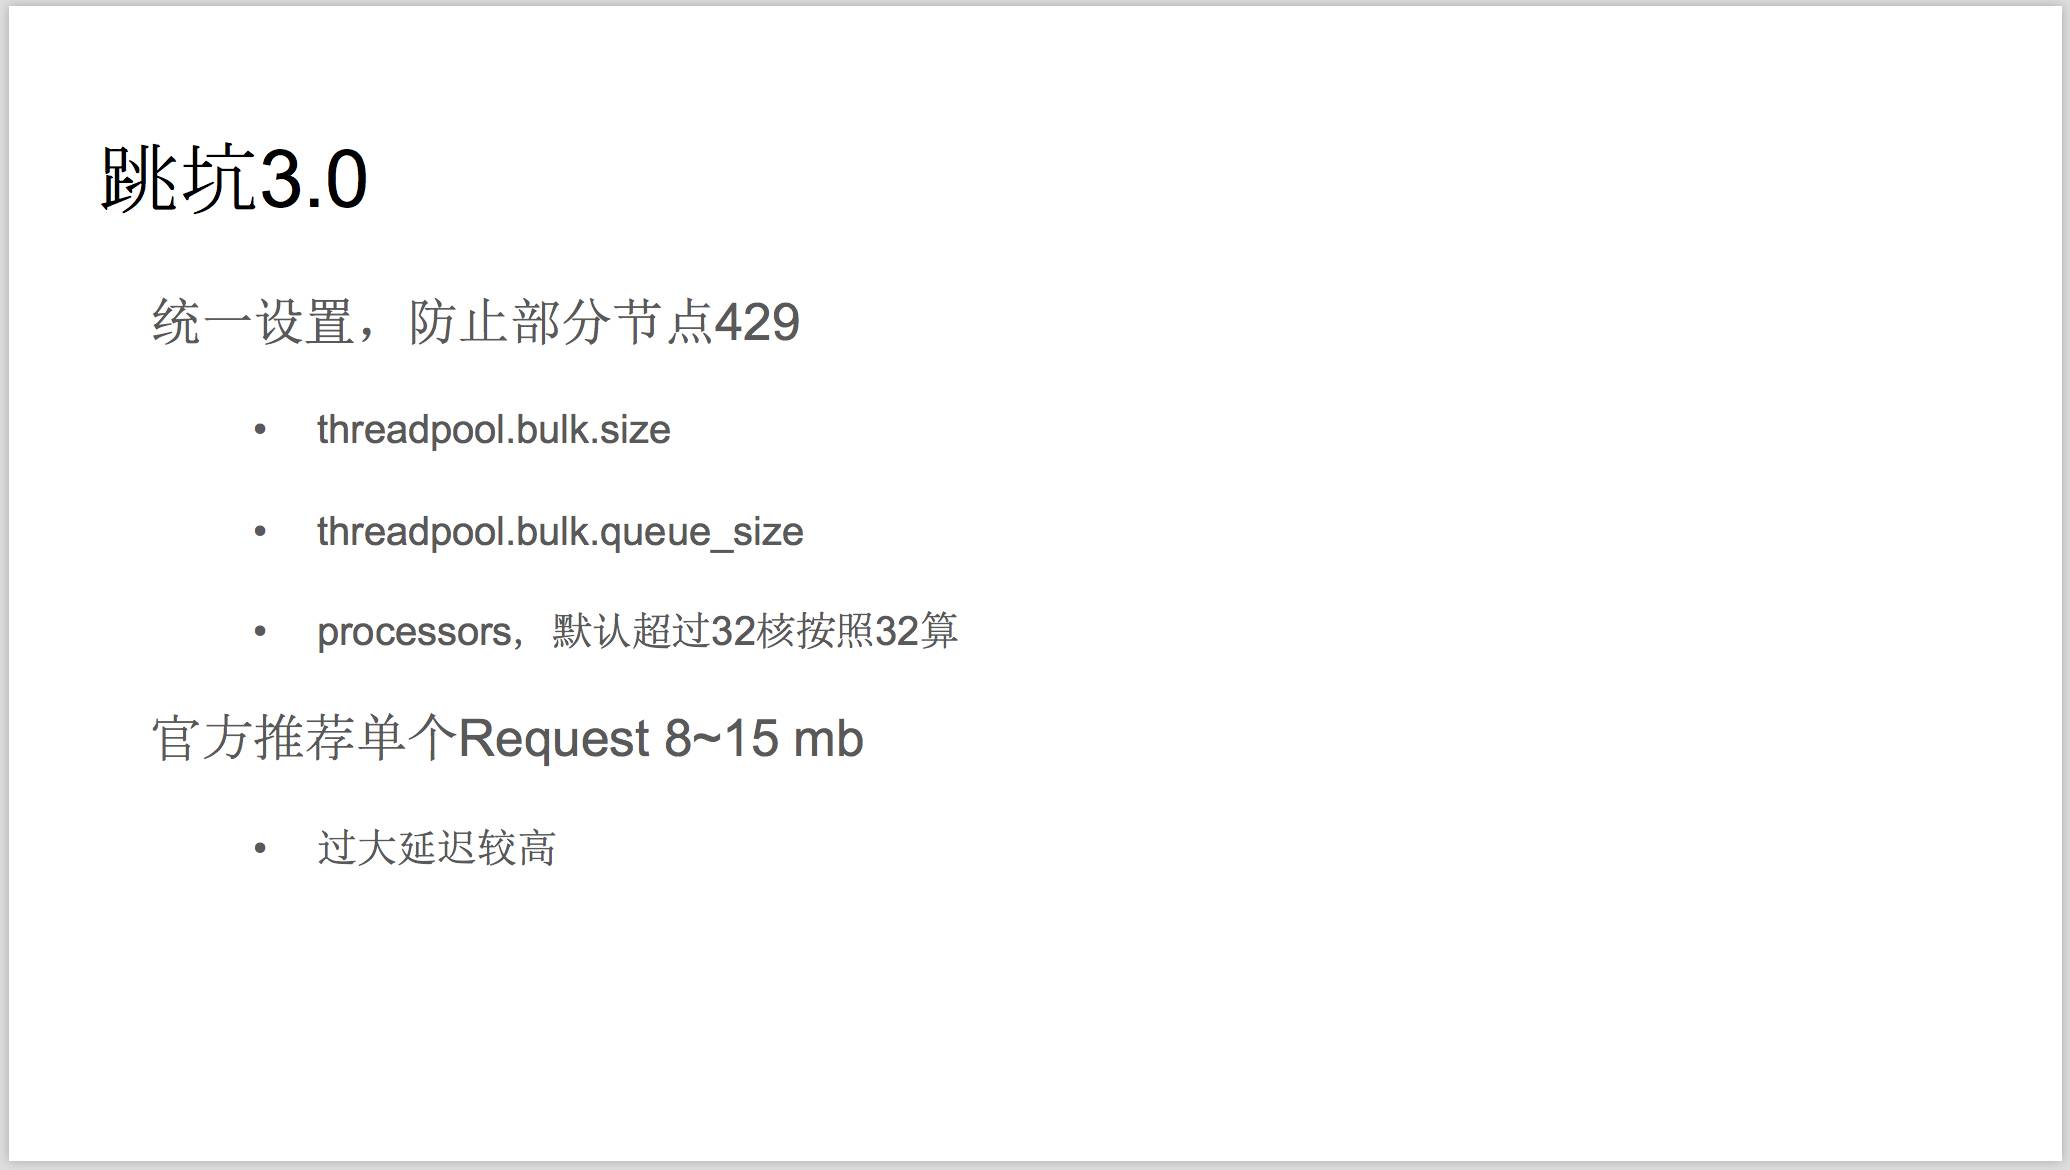 跳坑3.0
统一设置，防止部分节点429
• threadpool.bulk.size
• threadpool.bulk.queue_size
• processors，默认超过32核按照32算
官方推荐单个Request 8~15 mb
• 过大延迟较高